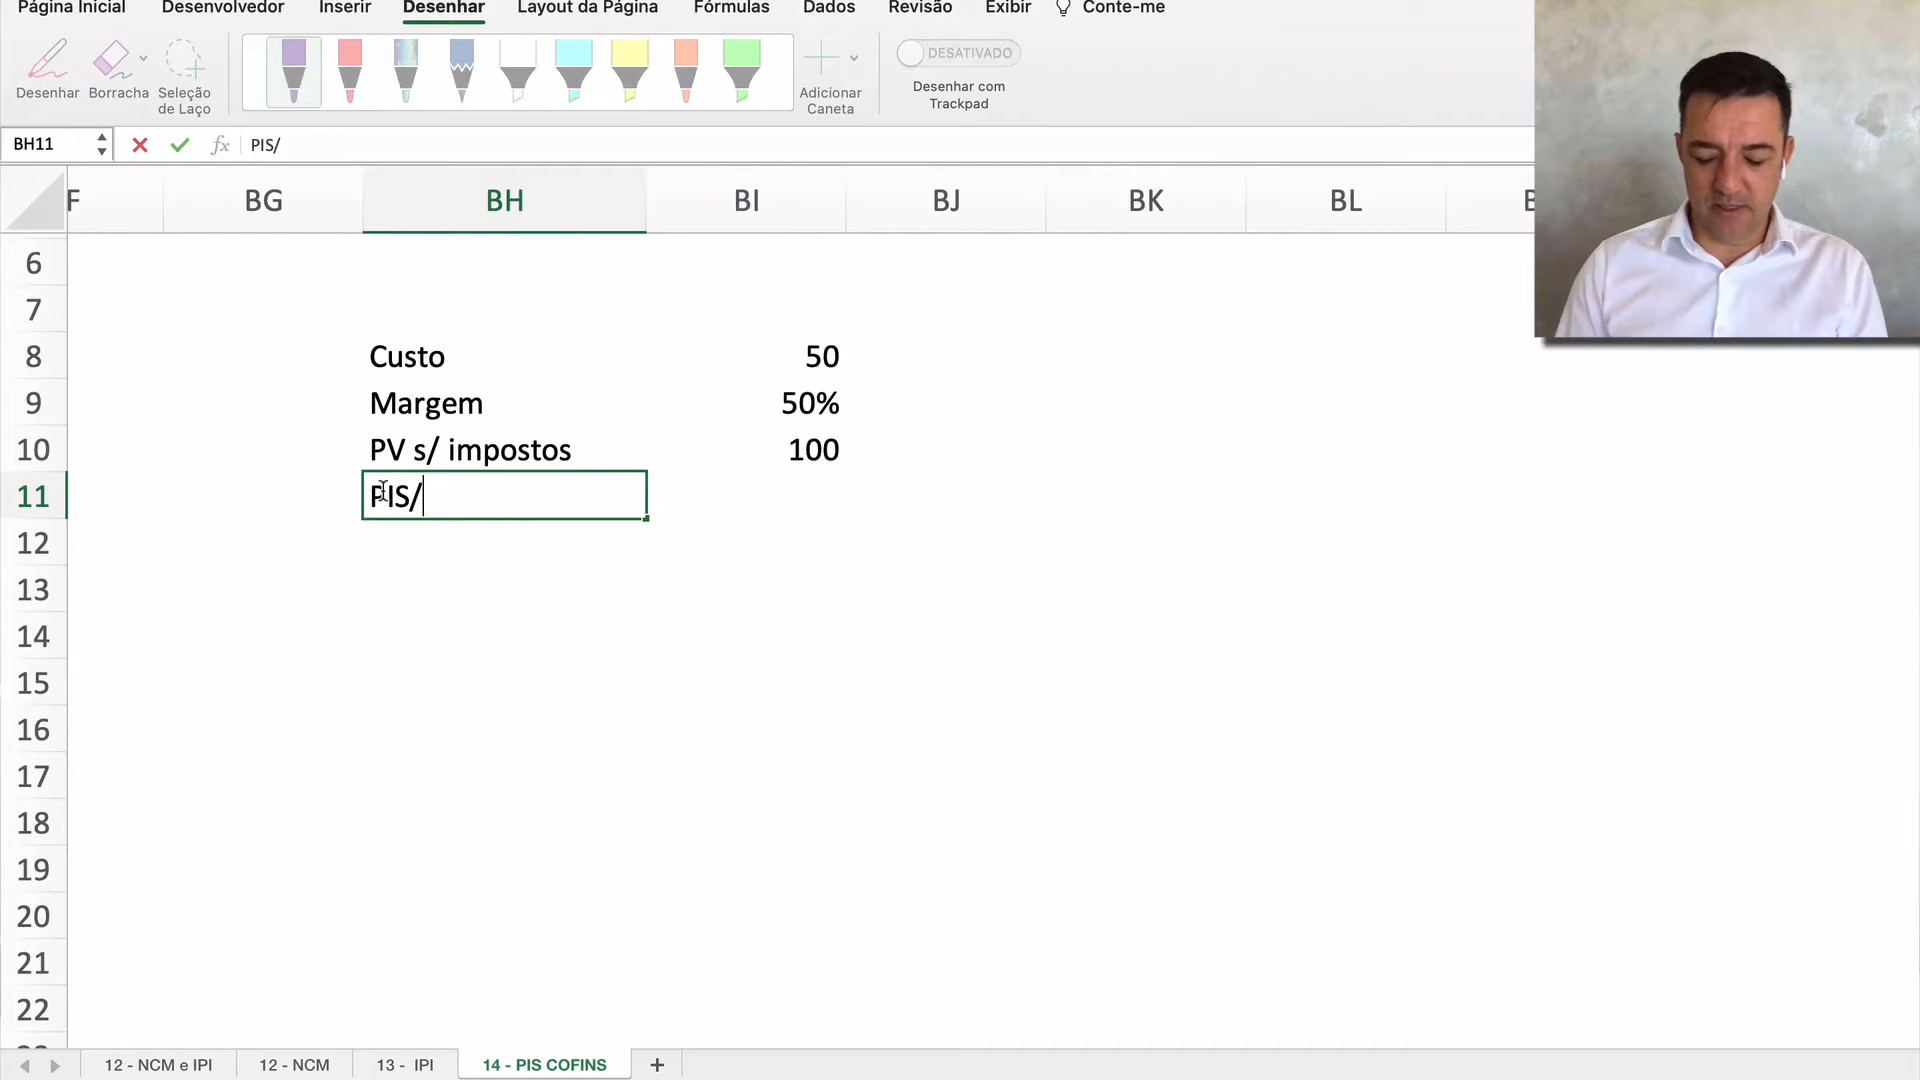 Página Inicial Desenvolvedor Inserir Desenhar Layout da Página Fórmulas Dados Revisão Exibir Conte-me
Desenhar Borracha Seleção de Laço Adicionar Caneta DESATIVADO Desenhar com Trackpad
BH11 fx PIS/
F BG BH BI BJ BK BL
6
7
8 Custo 50
9 Margem 50%
10 PV s/ impostos 100
11 PIS/
12
13
14
15
16
17
18
19
20
21
22
12 - NCM e IPI 12 - NCM 13 - IPI 14 - PIS COFINS +